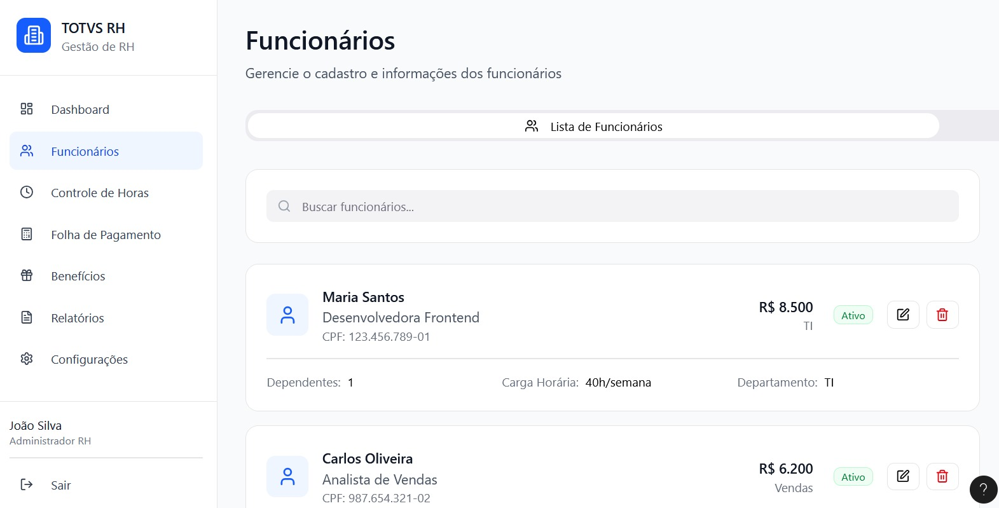 TOTVS RH
Gestão de RH
Dashboard
Funcionários
Controle de Horas
Folha de Pagamento
Benefícios
Relatórios
Configurações
João Silva
Administrador RH
Sair
Funcionários
Gerencie o cadastro e informações dos funcionários
Lista de Funcionários
Buscar funcionários...
Maria Santos
Desenvolvedora Frontend
CPF: 123.456.789-01
R$ 8.500
TI
Ativo
Dependentes: 1
Carga Horária: 40h/semana
Departamento: TI
Carlos Oliveira
Analista de Vendas
CPF: 987.654.321-02
R$ 6.200
Vendas
Ativo
?